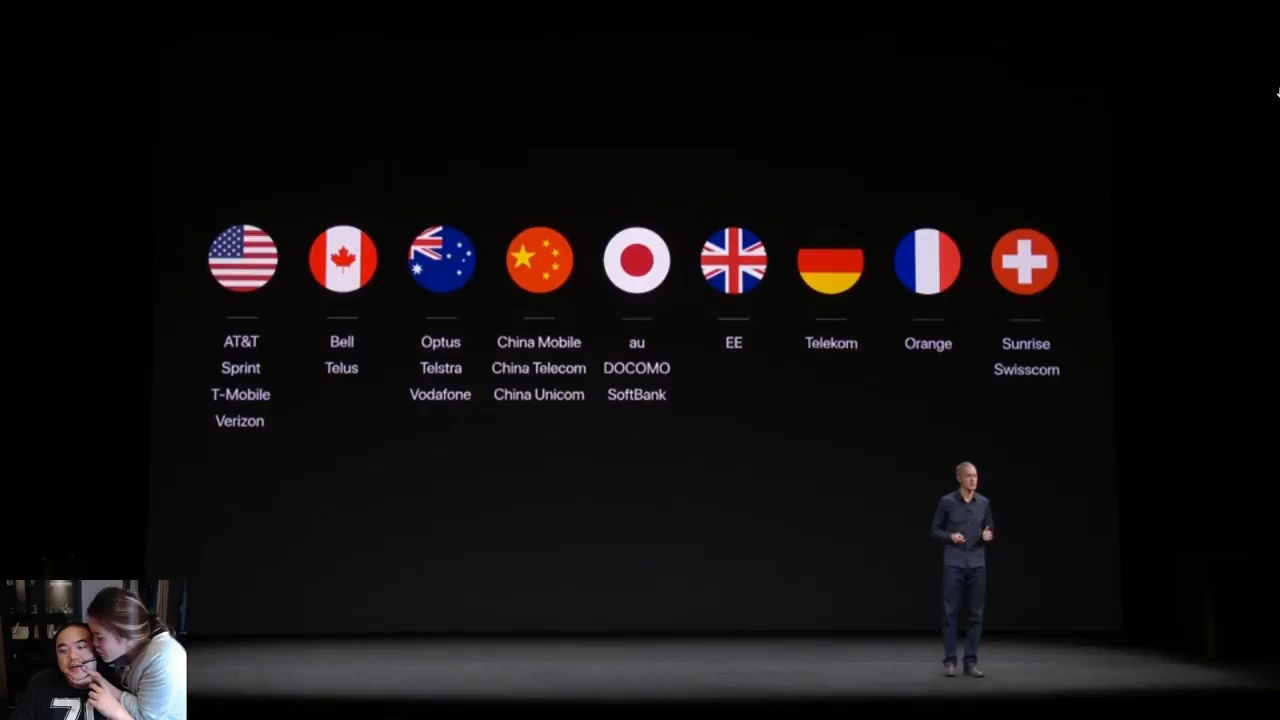 AT&T
Sprint
T-Mobile
Verizon
Bell
Telus
Optus
Telstra
Vodafone
China Mobile
China Telecom
China Unicom
au
DOCOMO
SoftBank
EE
Telekom
Orange
Sunrise
Swisscom